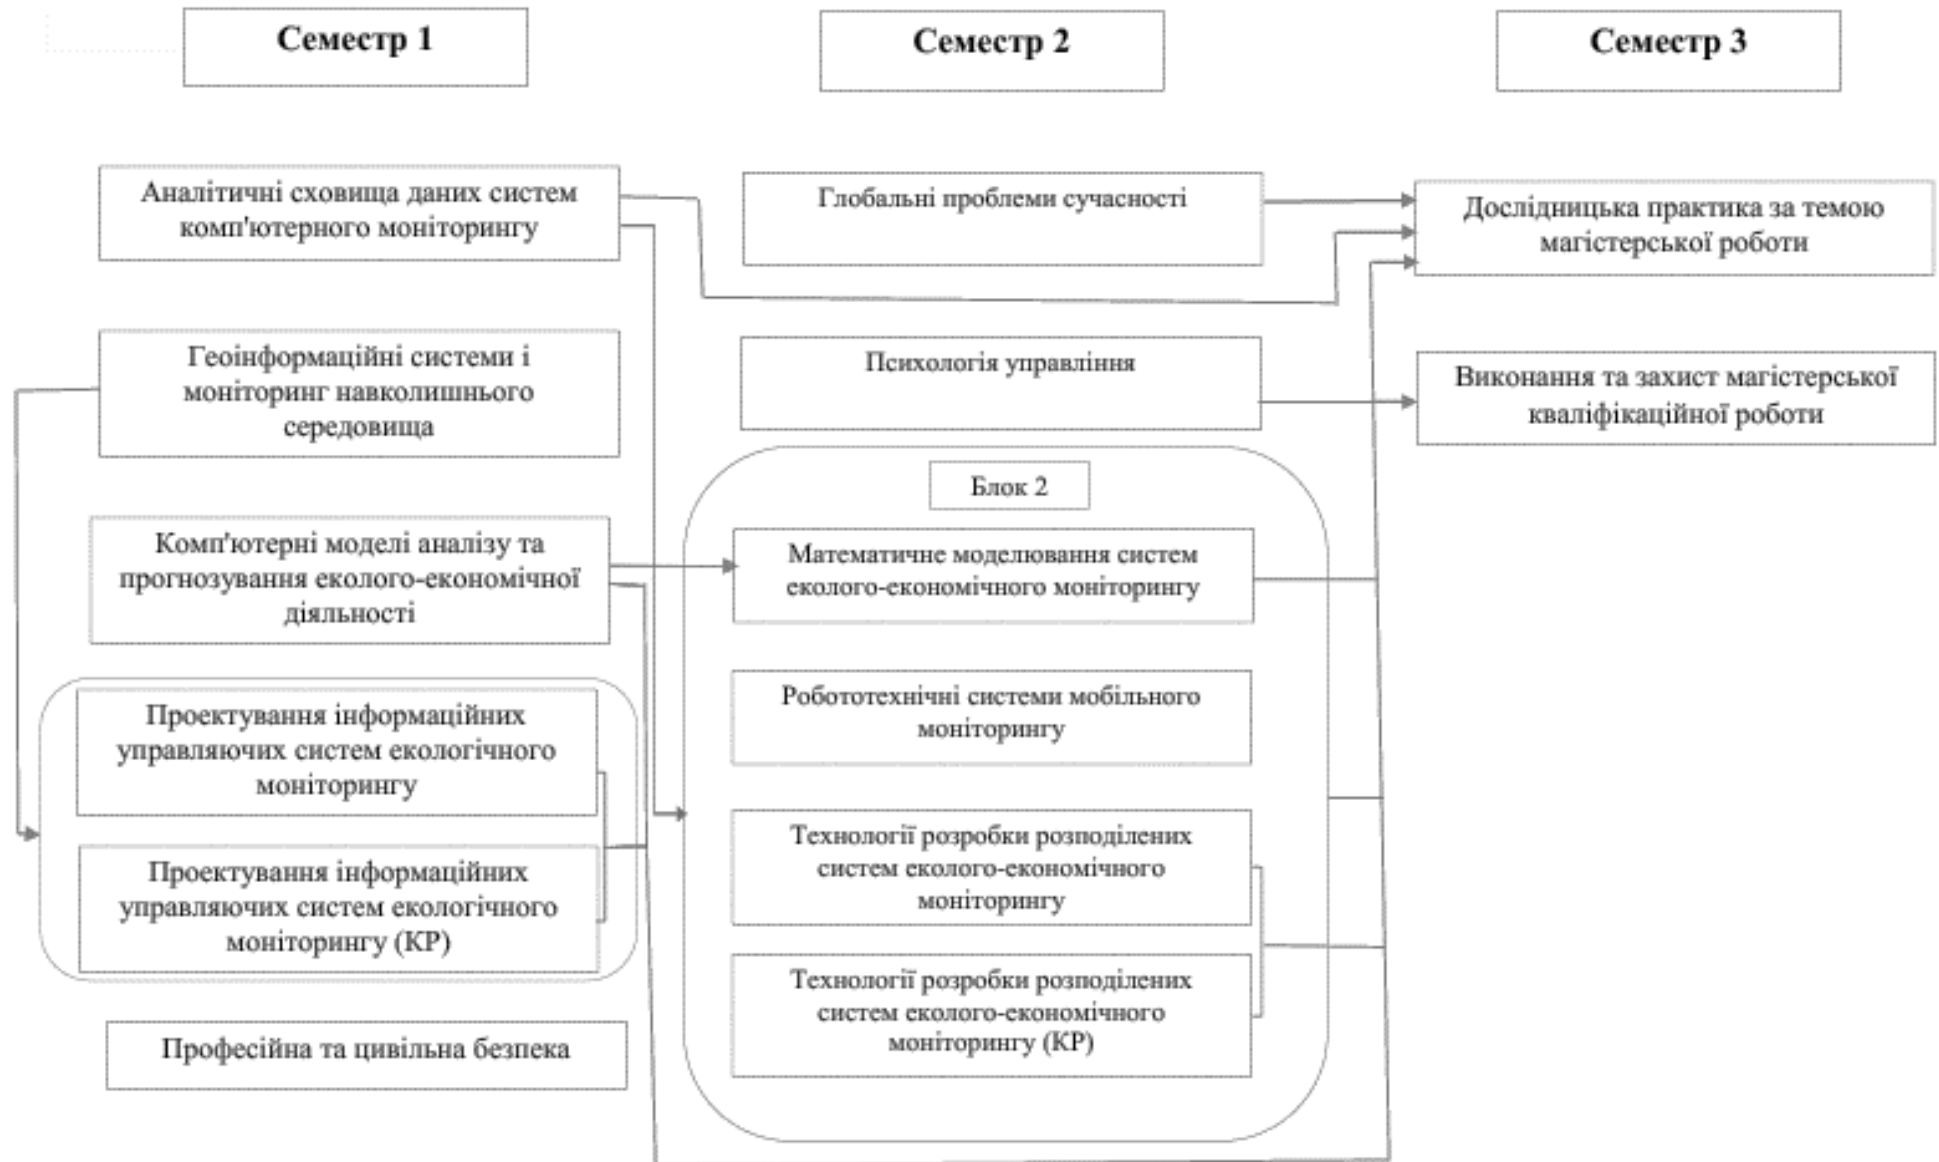 Семестр 1
Семестр 2
Семестр 3
Аналітичні сховища даних систем
комп'ютерного моніторингу
Глобальні проблеми сучасності
Дослідницька практика за темою
магістерської роботи
Геоінформаційні системи і
моніторинг навколишнього
середовища
Психологія управління
Виконання та захист магістерської
кваліфікаційної роботи
Блок 2
Комп'ютерні моделі аналізу та
прогнозування еколого-економічної
діяльності
Математичне моделювання систем
еколого-економічного моніторингу
Проектування інформаційних
управляючих систем екологічного
моніторингу
Робототехнічні системи мобільного
моніторингу
Проектування інформаційних
управляючих систем екологічного
моніторингу (КР)
Технології розробки розподілених
систем еколого-економічного
моніторингу
Технології розробки розподілених
систем еколого-економічного
моніторингу (КР)
Професійна та цивільна безпека